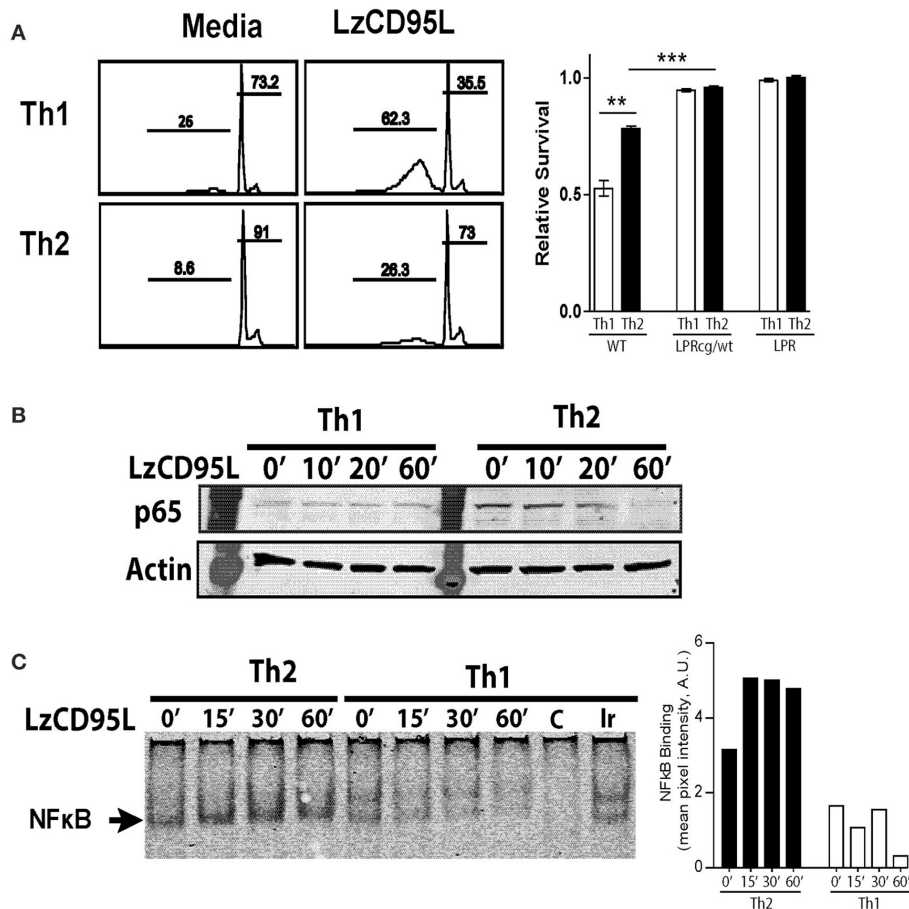 A
Media LzCD95L
Th1
73.2
26
35.5
62.3
Th2
91
8.6
73
26.3
Relative Survival
1.0
0.5
0.0
**
***
Th1 Th2 Th1 Th2 Th1 Th2
WT LPRcg/wt LPR
B
Th1 Th2
LzCD95L 0’ 10’ 20’ 60’ 0’ 10’ 20’ 60’
p65
Actin
C
Th2 Th1
LzCD95L 0’ 15’ 30’ 60’ 0’ 15’ 30’ 60’ C Ir
NFκB
NFκB Binding
(mean pixel intensity, A.U.)
6
4
2
0
0’ 15’ 30’ 60’ 0’ 15’ 30’ 60’
Th2 Th1